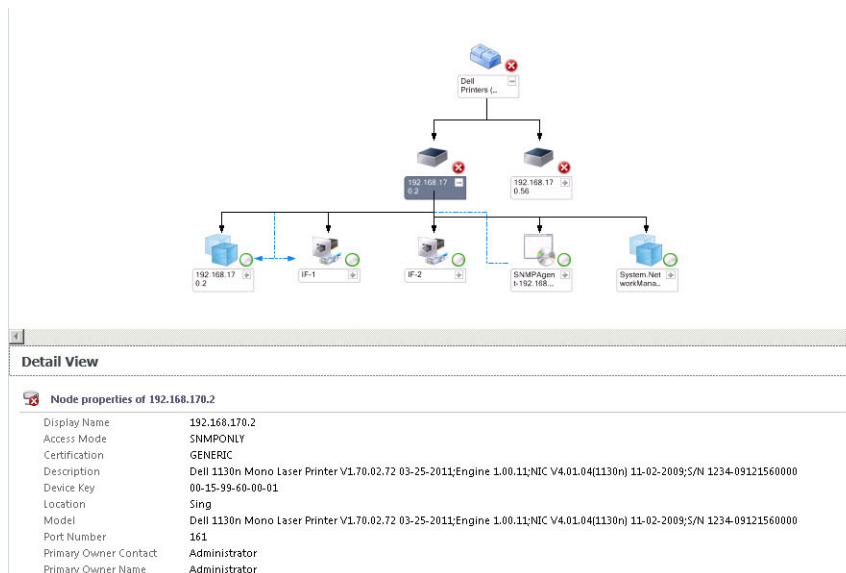 Dell
Printers (...
192.168.17
0.2
192.168.17
0.56
192.168.17
0.2
IF-1
IF-2
SNMPAgen
t-192.168...
System.Net
workMana...
Detail View
Node properties of 192.168.170.2
Display Name 192.168.170.2
Access Mode SNMPONLY
Certification GENERIC
Description Dell 1130n Mono Laser Printer V1.70.02.72 03-25-2011;Engine 1.00.11;NIC V4.01.04(1130n) 11-02-2009;S/N 1234-09121560000
Device Key 00-15-99-60-00-01
Location Sing
Model Dell 1130n Mono Laser Printer V1.70.02.72 03-25-2011;Engine 1.00.11;NIC V4.01.04(1130n) 11-02-2009;S/N 1234-09121560000
Port Number 161
Primary Owner Contact Administrator
Primary Owner Name Administrator